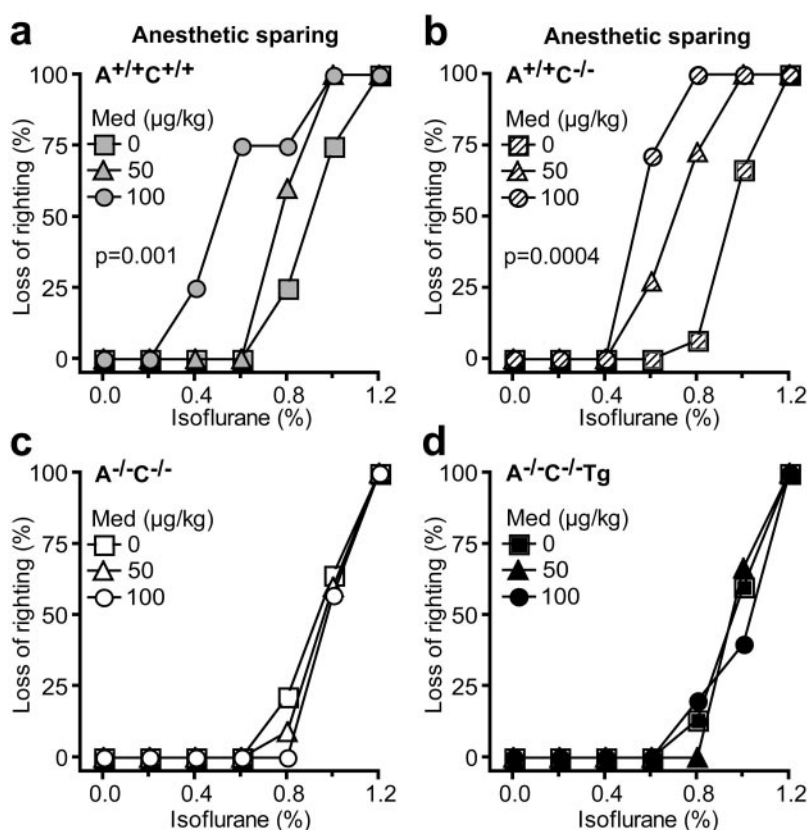 a
Anesthetic sparing
A+/+C+/+
Med (µg/kg)
0
50
100
p=0.001
Loss of righting (%)
100
75
50
25
0
0.0 0.4 0.8 1.2
Isoflurane (%)
b
Anesthetic sparing
A+/+C-/-
Med (µg/kg)
0
50
100
p=0.0004
Loss of righting (%)
100
75
50
25
0
0.0 0.4 0.8 1.2
Isoflurane (%)
c
A-/-C-/-
Med (µg/kg)
0
50
100
Loss of righting (%)
100
75
50
25
0
0.0 0.4 0.8 1.2
Isoflurane (%)
d
A-/-C-/-Tg
Med (µg/kg)
0
50
100
Loss of righting (%)
100
75
50
25
0
0.0 0.4 0.8 1.2
Isoflurane (%)